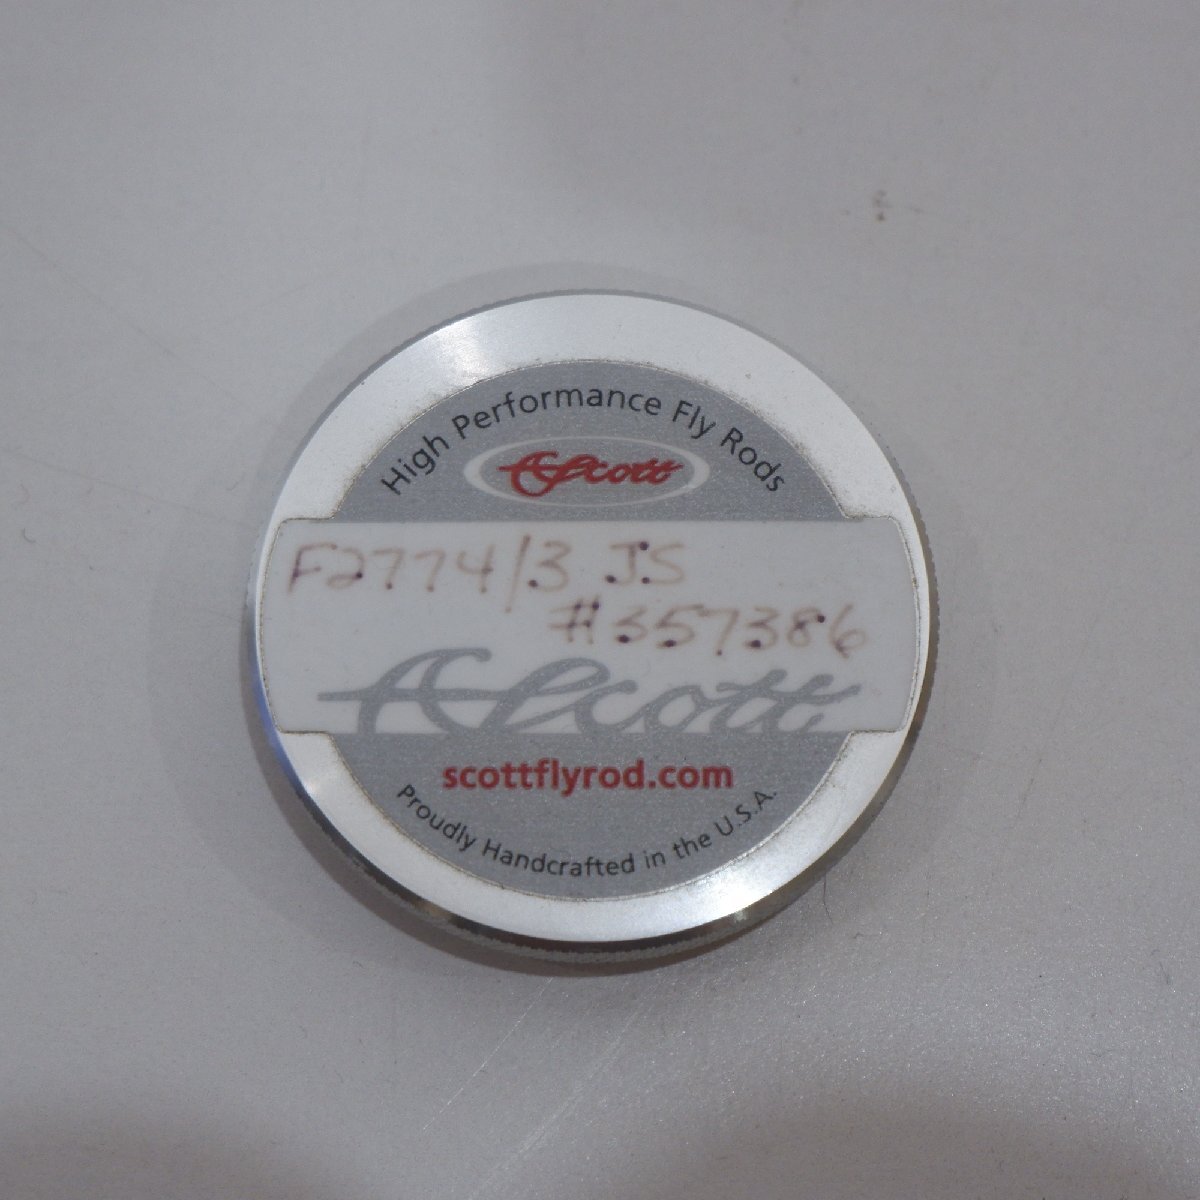 High Performance Fly Rods
Scott
F2774/3 JS
#357386
Scott
scottflyrod.com
Proudly Handcrafted in the U.S.A.